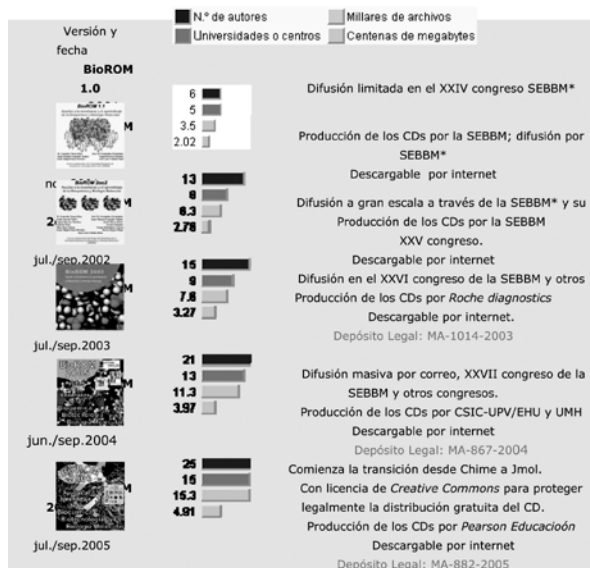 N.º de autores
Millares de archivos
Universidades o centros
Centenas de megabytes
Versión y
fecha
BioROM
1.0
6
5
3.5
2.02
Difusión limitada en el XXIV congreso SEBBM*
BioROM 1.1
Producción de los CDs por la SEBBM; difusión por
SEBBM*
Descargable por internet
13
8.3
2.78
Difusión a gran escala a través de la SEBBM* y su
Producción de los CDs por la SEBBM
XXV congreso.
Descargable por internet
jul./sep.2002
15
9
7.8
3.27
Difusión en el XXVI congreso de la SEBBM y otros
Producción de los CDs por Roche diagnostics
Descargable por internet.
Depósito Legal: MA-1014-2003
jul./sep.2003
21
13
11.3
3.97
Difusión masiva por correo, XXVII congreso de la
SEBBM y otros congresos.
Producción de los CDs por CSIC-UPV/EHU y UMH
Descargable por internet
Depósito Legal: MA-867-2004
jun./sep.2004
25
15
15.3
4.91
Comienza la transición desde Chime a Jmol.
Con licencia de Creative Commons para proteger
legalmente la distribución gratuita del CD.
Producción de los CDs por Pearson Educacioón
Descargable por internet
Depósito Legal: MA-882-2005
jul./sep.2005